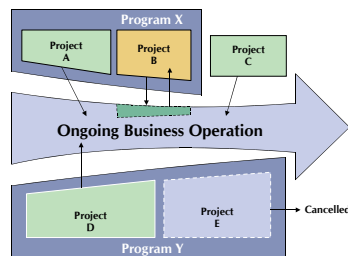 Program X
Project
A
Project
B
Project
C
Ongoing Business Operation
Project
D
Project
E
Cancelled
Program Y